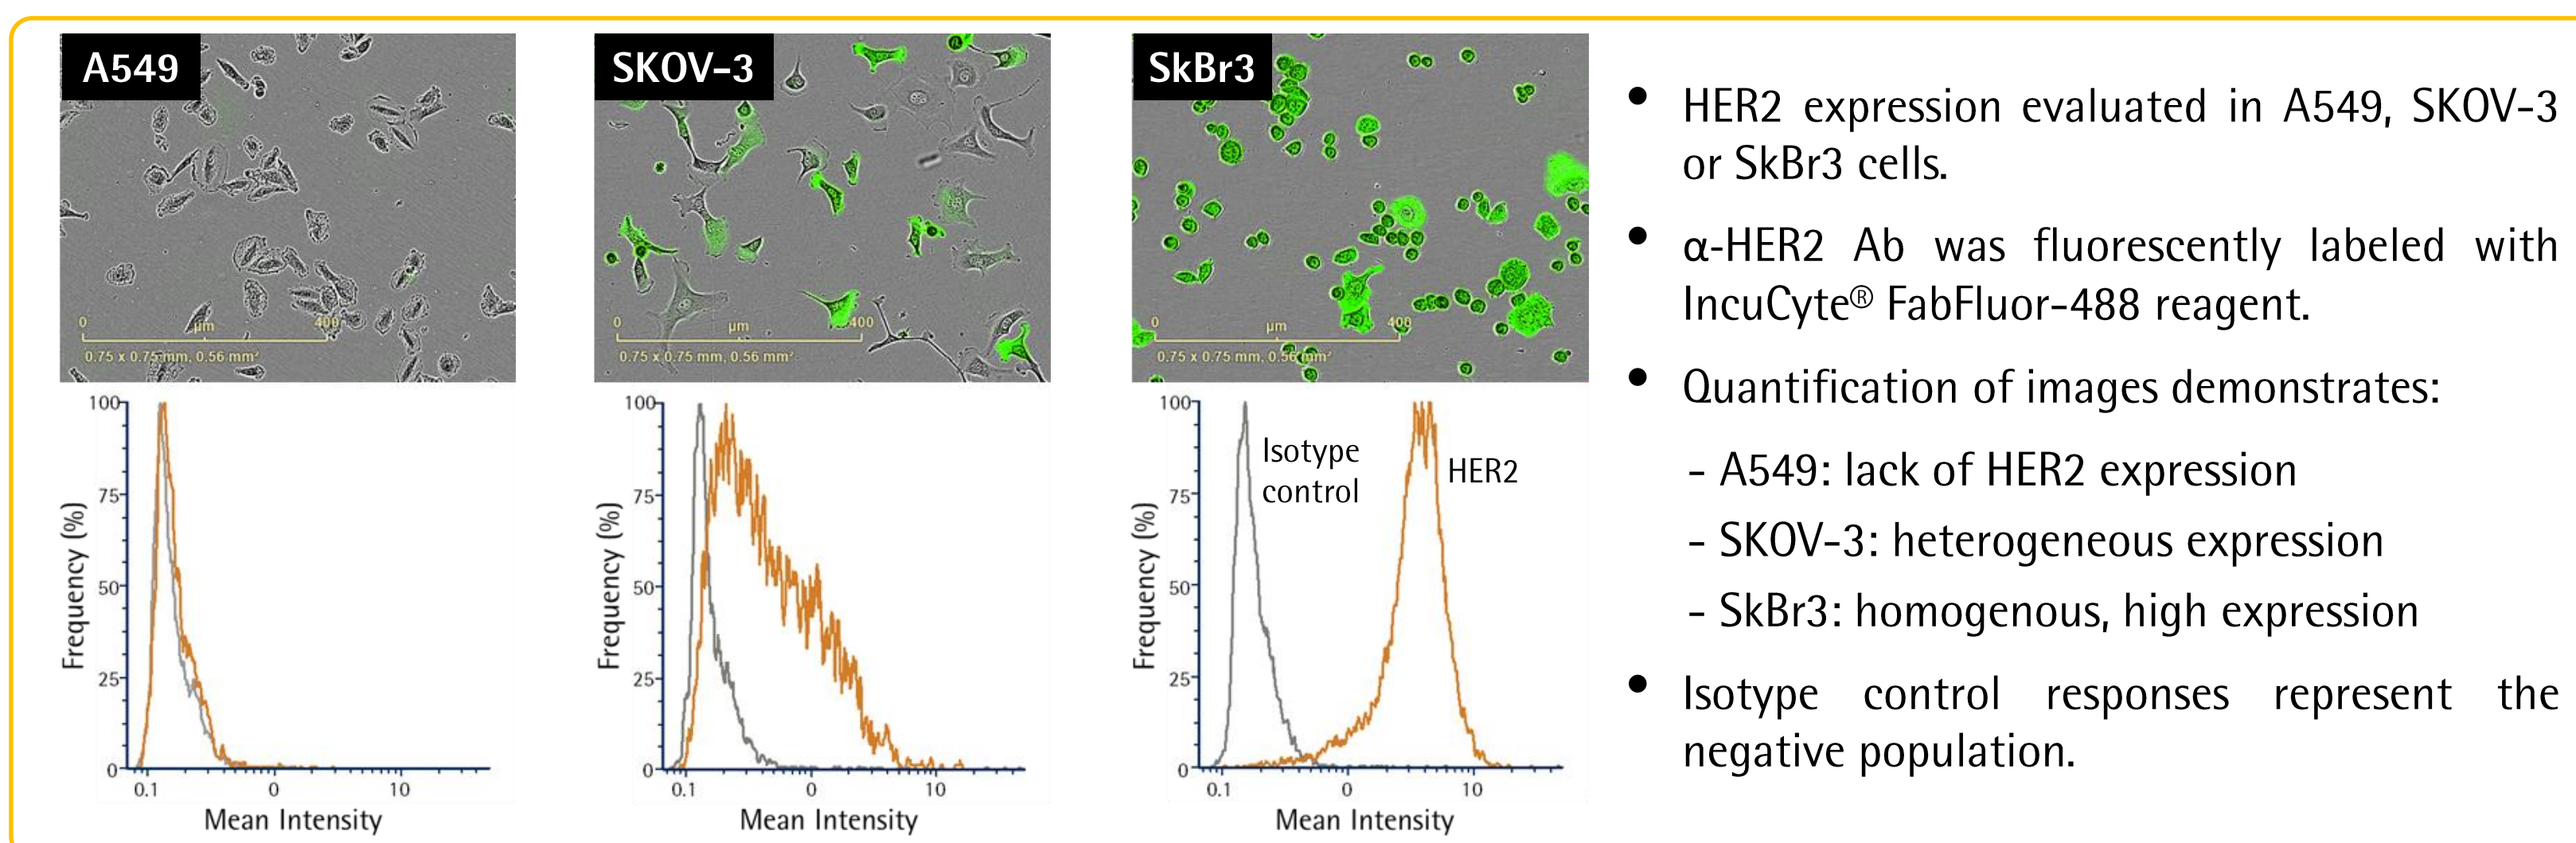 A549
0 µm 400
0.75 x 0.75 mm, 0.56 mm²
100
75
50
25
0
Frequency (%)
0.1 0 10
Mean Intensity
SKOV-3
0 µm 400
0.75 x 0.75 mm, 0.56 mm²
100
75
50
25
0
Frequency (%)
0.1 0 10
Mean Intensity
SkBr3
0 µm 400
0.75 x 0.75 mm, 0.56 mm²
100
75
50
25
0
Frequency (%)
Isotype
control
HER2
0.1 0 10
Mean Intensity
• HER2 expression evaluated in A549, SKOV-3
or SkBr3 cells.
• α-HER2 Ab was fluorescently labeled with
IncuCyte® FabFluor-488 reagent.
• Quantification of images demonstrates:
- A549: lack of HER2 expression
- SKOV-3: heterogeneous expression
- SkBr3: homogenous, high expression
• Isotype control responses represent the
negative population.